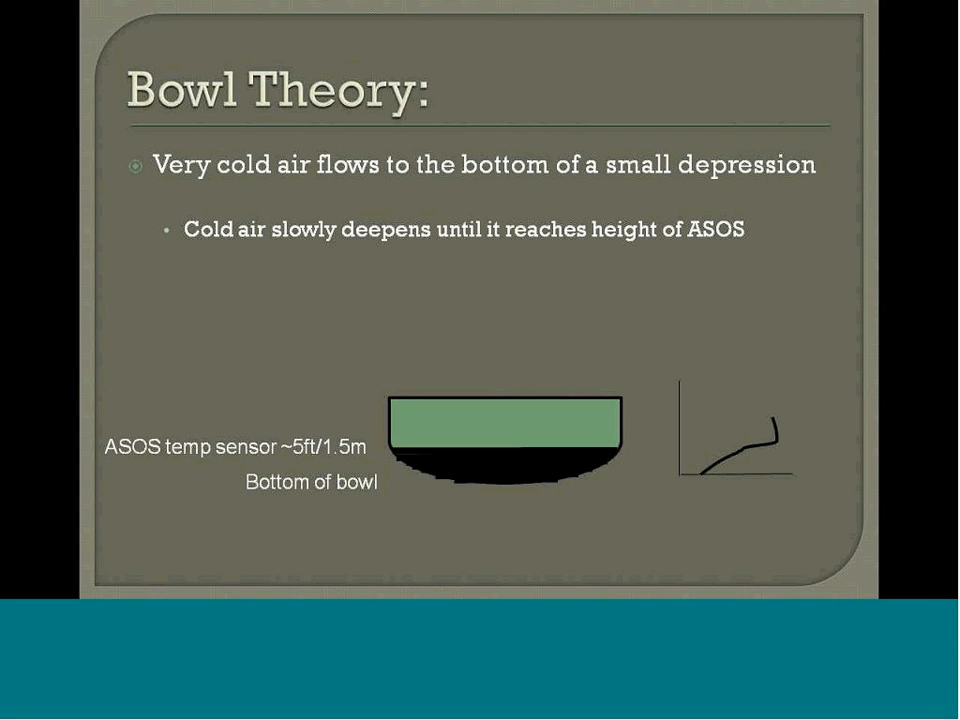 Bowl Theory:
Very cold air flows to the bottom of a small depression
Cold air slowly deepens until it reaches height of ASOS
ASOS temp sensor ~5ft/1.5m
Bottom of bowl